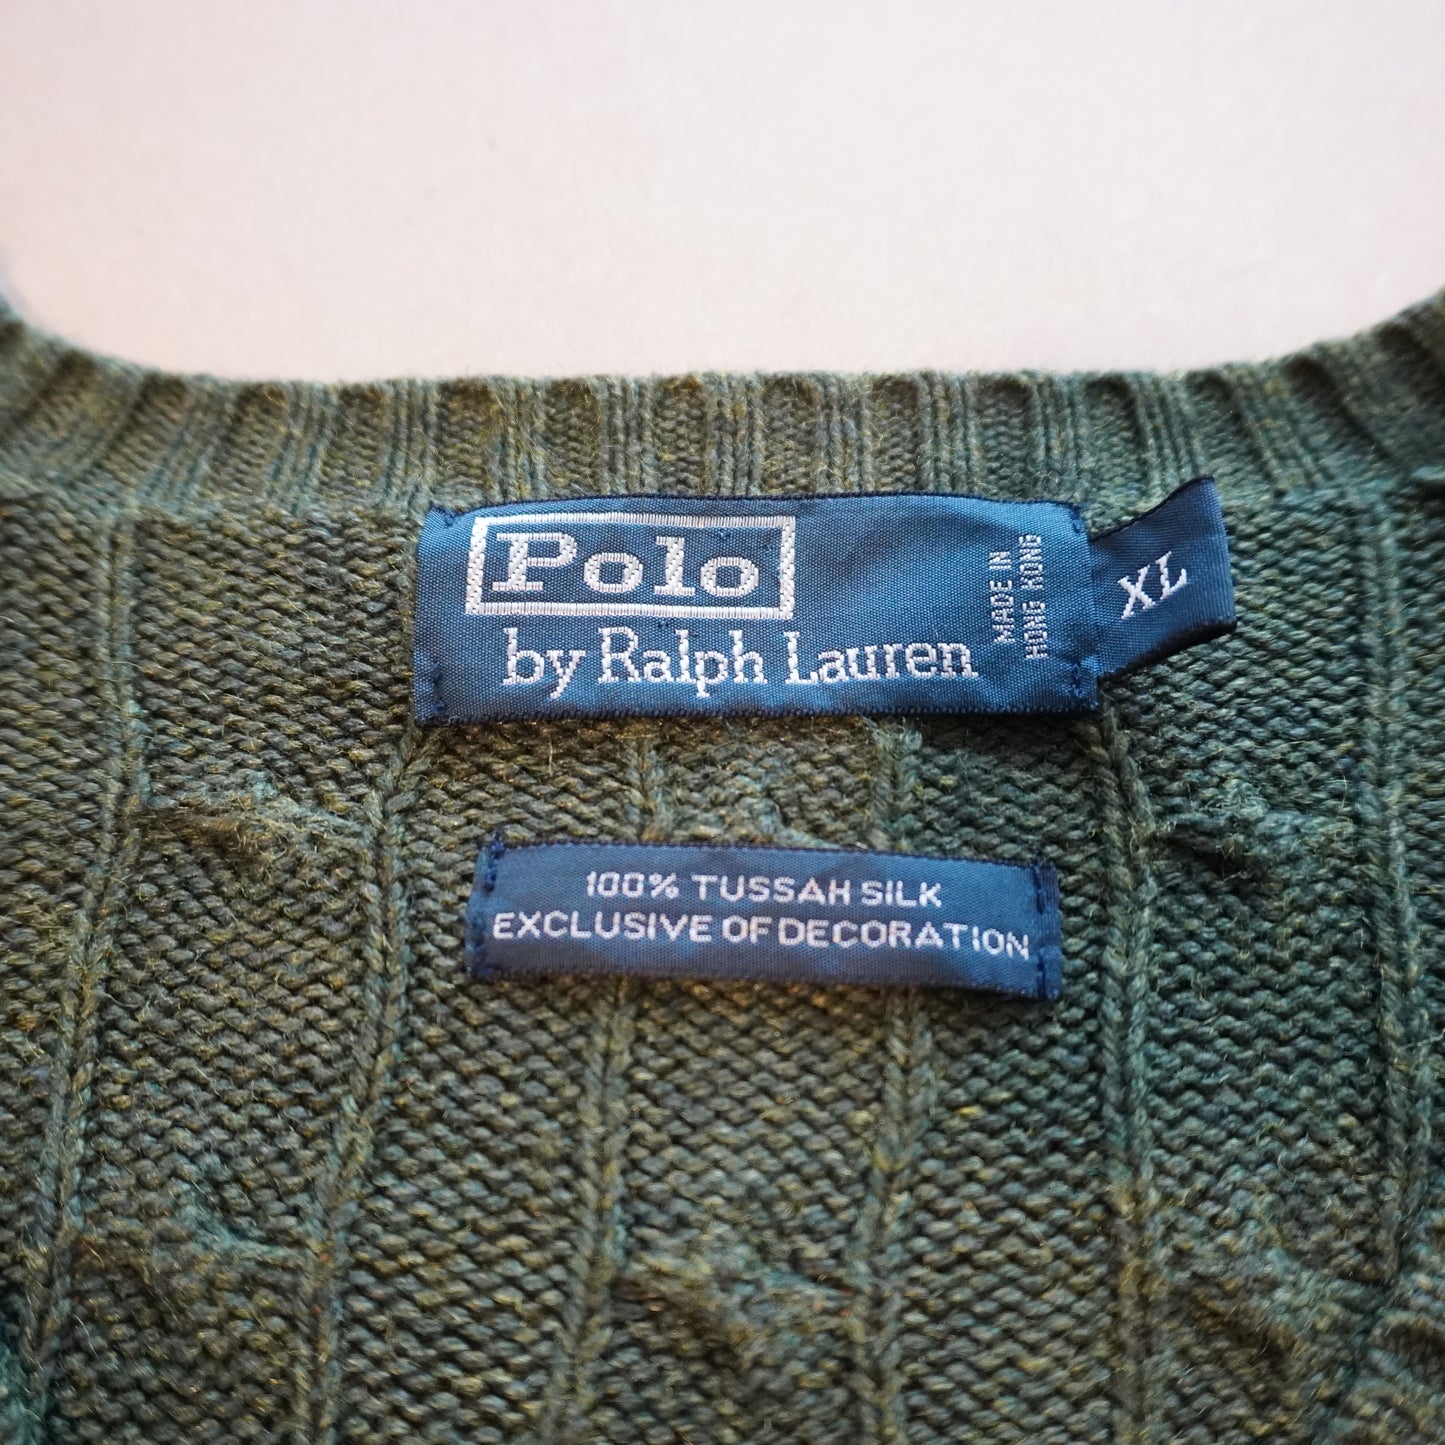 Polo
by Ralph Lauren
MADE IN
HONG KONG
XL
100% TUSSAH SILK
EXCLUSIVE OF DECORATION